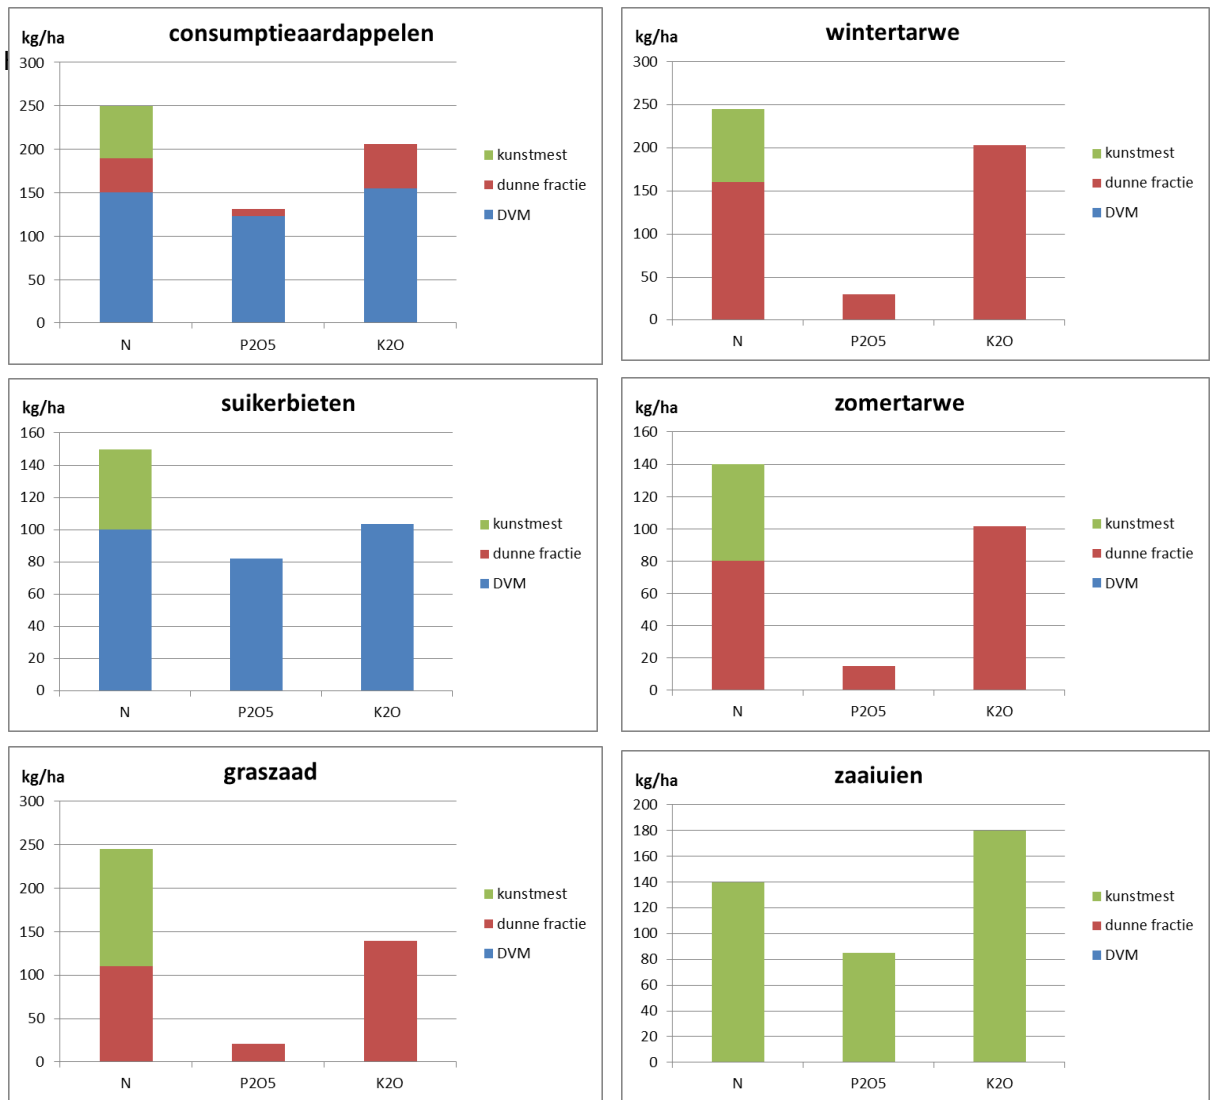 kg/ha
consumptieaardappelen
300
250
200
150
100
50
0
N
P2O5
K2O
kunstmest
dunne fractie
DVM
kg/ha
wintertarwe
300
250
200
150
100
50
0
N
P2O5
K2O
kunstmest
dunne fractie
DVM
kg/ha
suikerbieten
160
140
120
100
80
60
40
20
0
N
P2O5
K2O
kunstmest
dunne fractie
DVM
kg/ha
zomertarwe
160
140
120
100
80
60
40
20
0
N
P2O5
K2O
kunstmest
dunne fractie
DVM
kg/ha
graszaad
300
250
200
150
100
50
0
N
P2O5
K2O
kunstmest
dunne fractie
DVM
kg/ha
zaaiuien
200
180
160
140
120
100
80
60
40
20
0
N
P2O5
K2O
kunstmest
dunne fractie
DVM